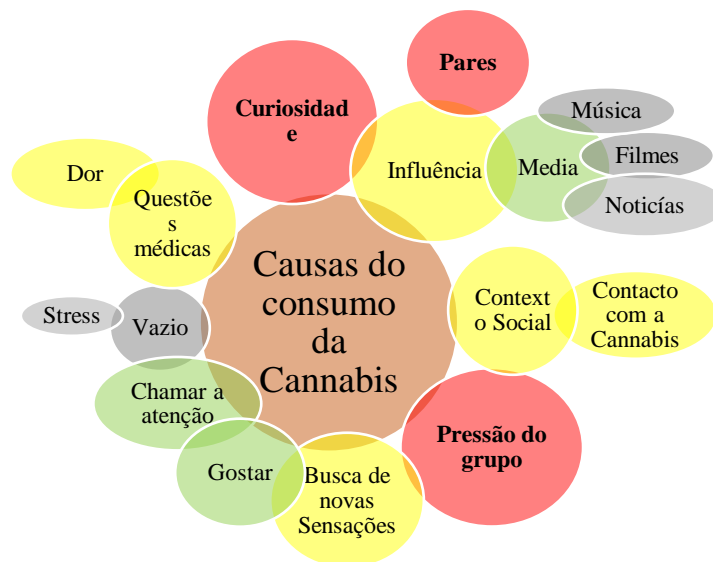 Pares
Curiosidad
e
Música
Influência
Media
Filmes
Noticías
Dor
Questõe
s
médicas
Causas do
consumo
da
Cannabis
Context
o Social
Contacto
com a
Cannabis
Stress
Vazio
Chamar a
atenção
Pressão do
grupo
Gostar
Busca de
novas
Sensações